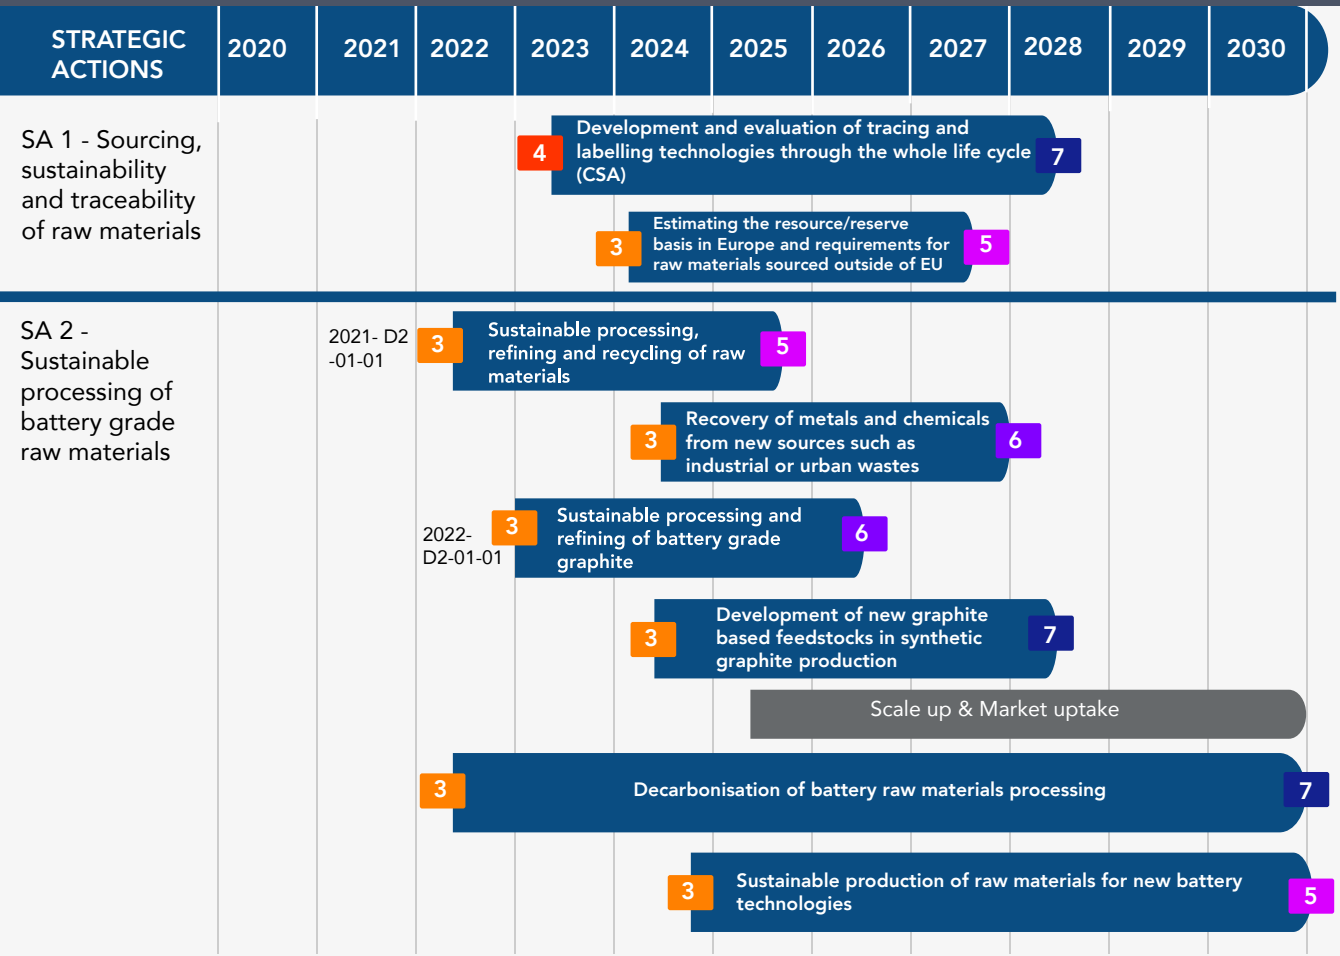 STRATEGIC
ACTIONS
2020
2021
2022
2023
2024
2025
2026
2027
2028
2029
2030
SA 1 - Sourcing,
sustainability
and traceability
of raw materials
4
Development and evaluation of tracing and
labelling technologies through the whole life cycle
(CSA)
7
3
Estimating the resource/reserve
basis in Europe and requirements for
raw materials sourced outside of EU
5
SA 2 -
Sustainable
processing of
battery grade
raw materials
2021- D2
-01-01
3
Sustainable processing,
refining and recycling of raw
materials
5
3
Recovery of metals and chemicals
from new sources such as
industrial or urban wastes
6
2022-
D2-01-01
3
Sustainable processing and
refining of battery grade
graphite
6
3
Development of new graphite
based feedstocks in synthetic
graphite production
7
Scale up & Market uptake
3
Decarbonisation of battery raw materials processing
7
3
Sustainable production of raw materials for new battery
technologies
5